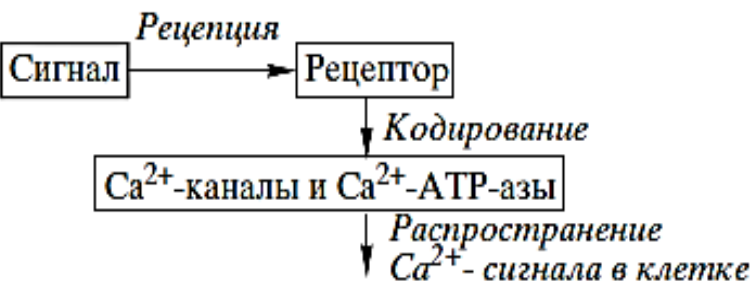 Рецепция
Сигнал Рецептор
Кодирование
Ca²⁺-каналы и Ca²⁺-АТР-азы
Распространение
Ca²⁺- сигнала в клетке